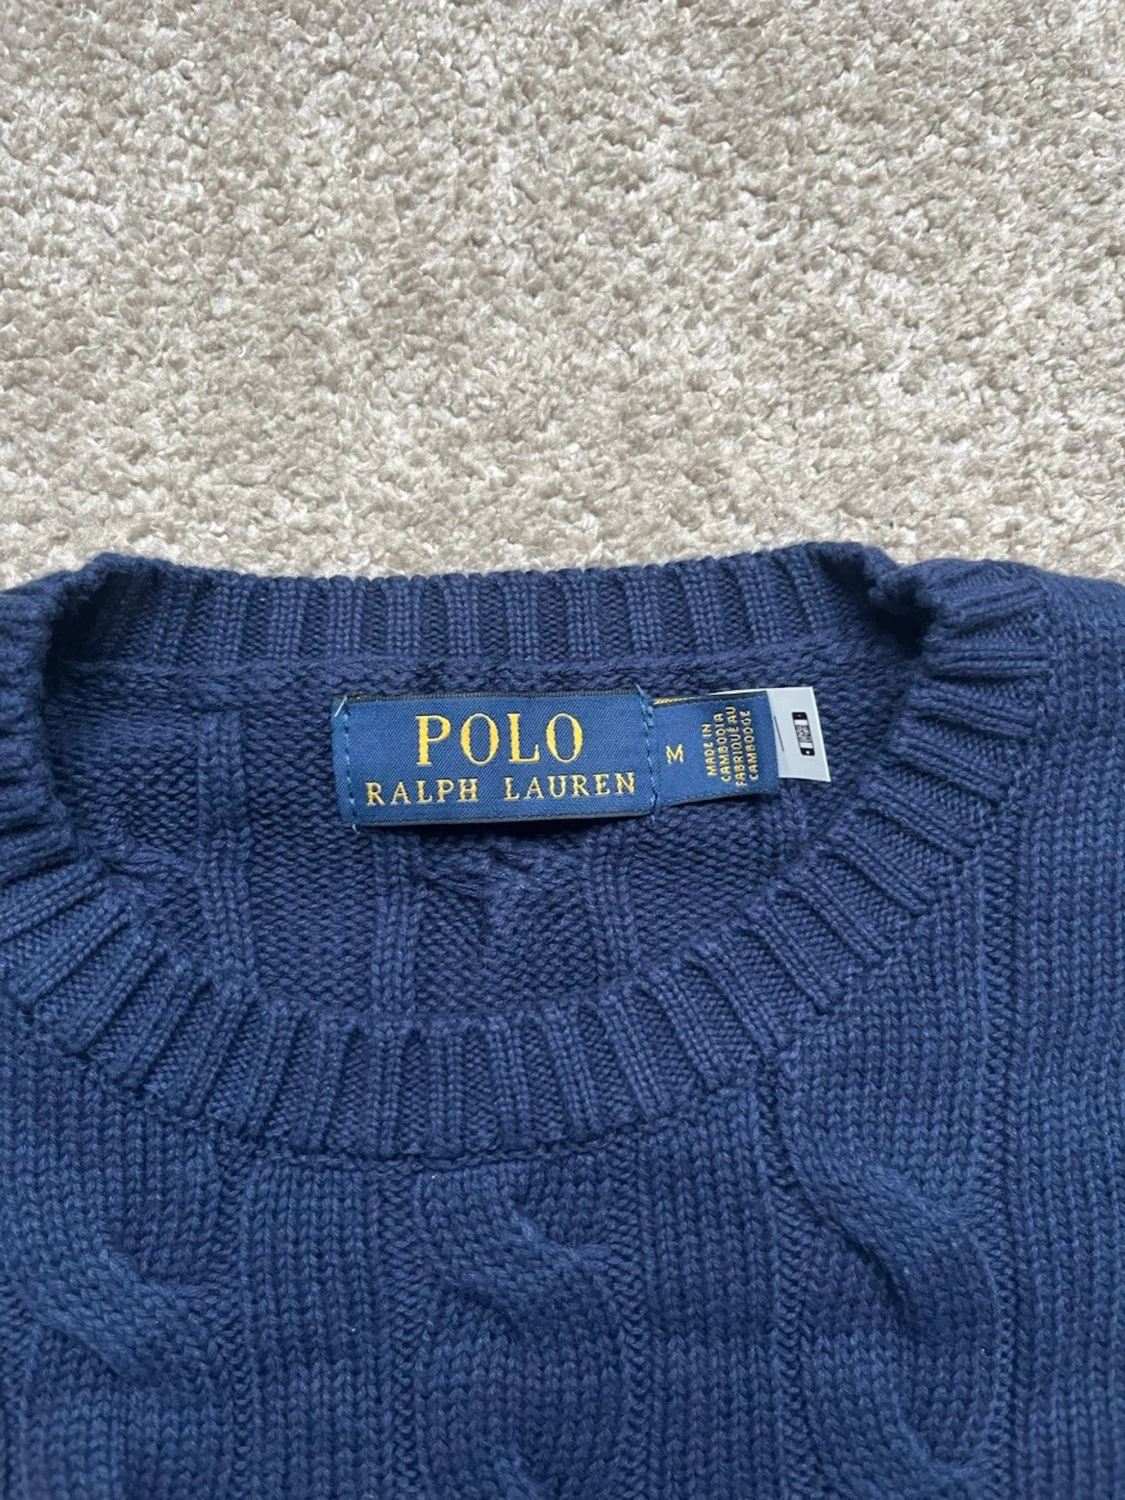 POLO
RALPH LAUREN
M
MADE IN
CAMBODIA
FABRIQUÉ AU
CAMBODGE